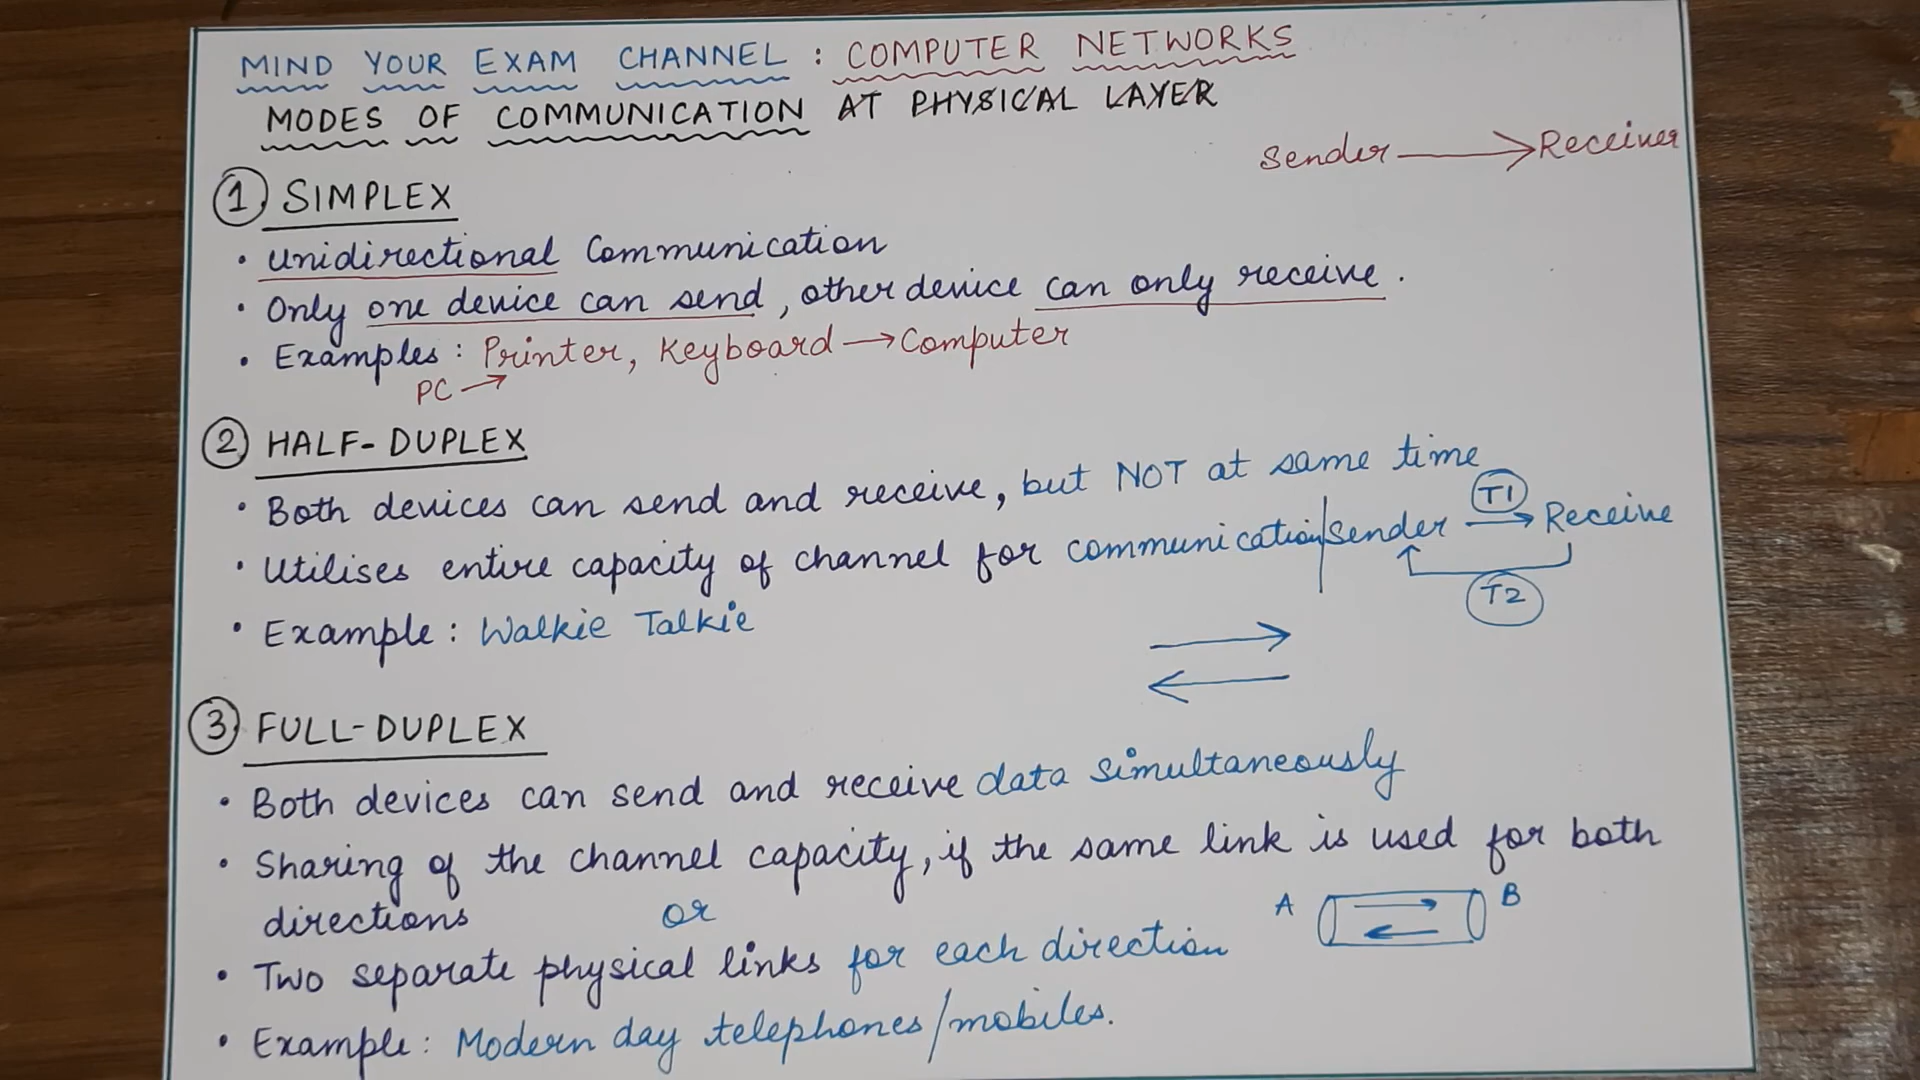 MIND YOUR EXAM CHANNEL : COMPUTER NETWORKS
MODES OF COMMUNICATION AT PHYSICAL LAYER
Sender → Receiver
① SIMPLEX
• Unidirectional Communication
• Only one device can send, other device can only receive.
• Examples : Printer, Keyboard → Computer
PC →
② HALF-DUPLEX
• Both devices can send and receive, but NOT at same time
T1
• Utilises entire capacity of channel for communication
Sender → Receive
T2
• Example : Walkie Talkie
③ FULL-DUPLEX
• Both devices can send and receive data simultaneously
• Sharing of the channel capacity, if the same link is used for both
directions or
A B
• Two separate physical links for each direction
• Example : Modern day telephones/mobiles.